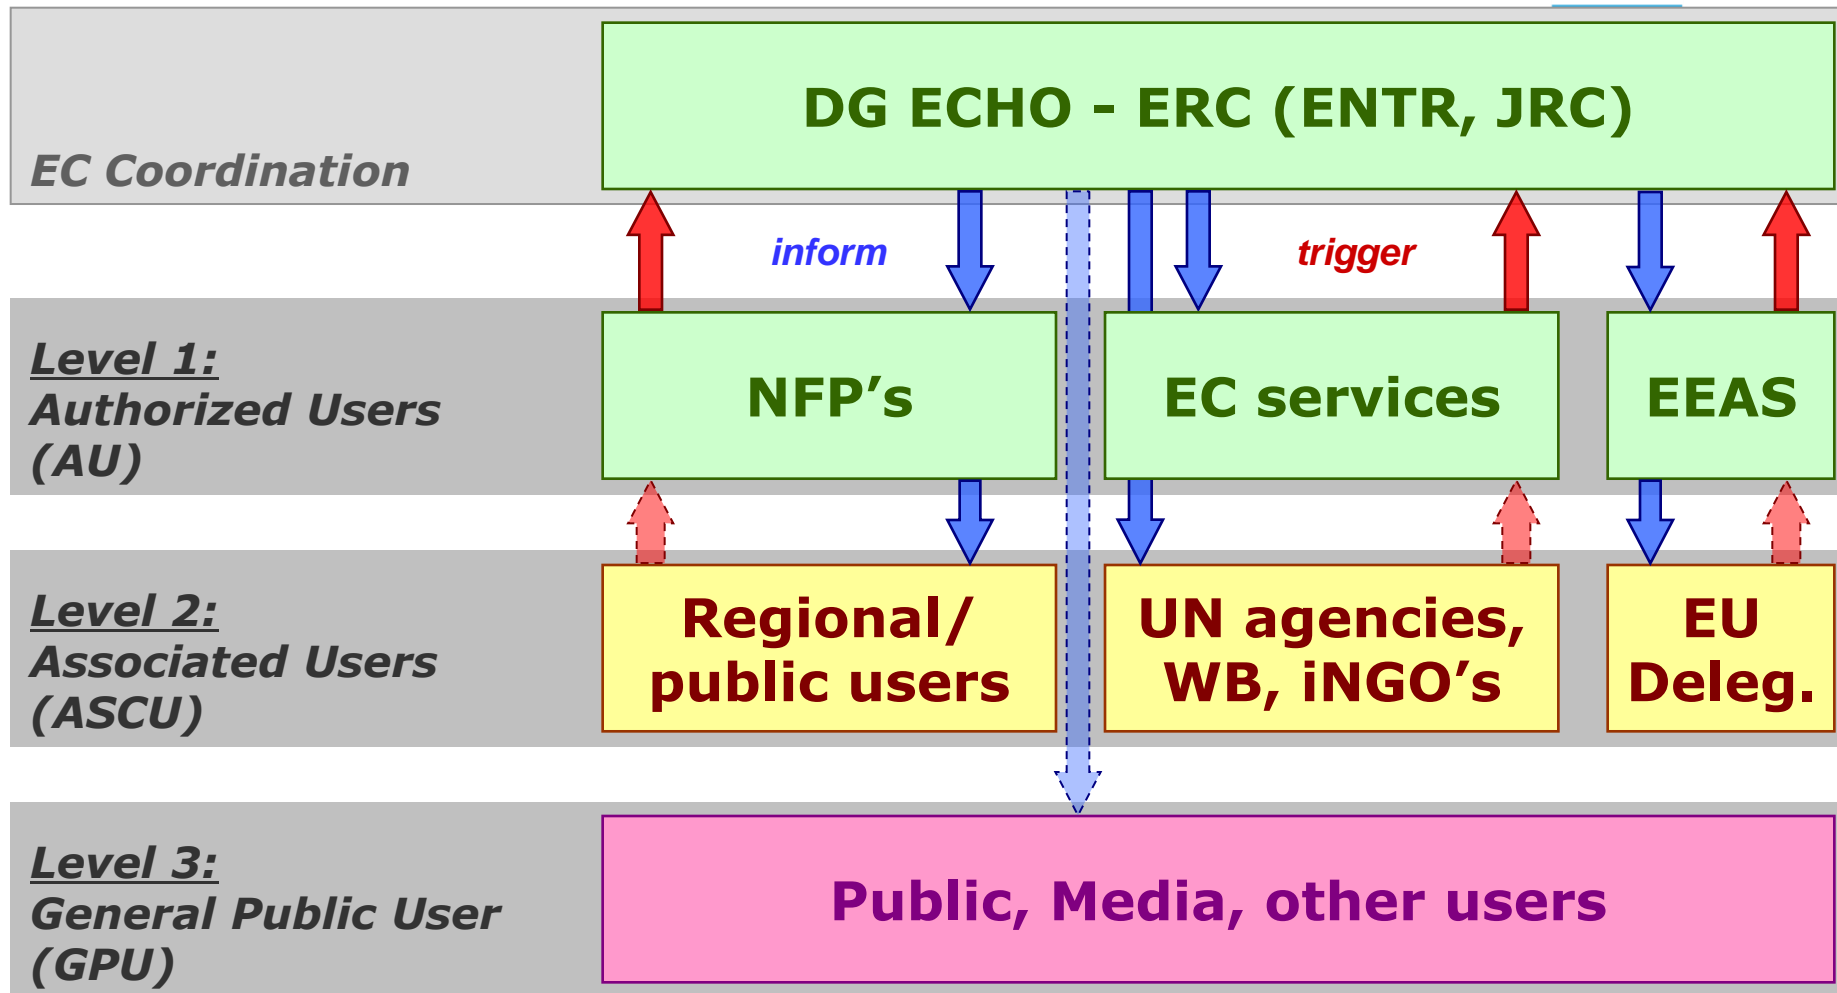 DG ECHO - ERC (ENTR, JRC)
EC Coordination
inform
trigger
Level 1:
Authorized Users
(AU)
NFP’s
EC services
EEAS
Level 2:
Associated Users
(ASCU)
Regional/
public users
UN agencies,
WB, iNGO’s
EU
Deleg.
Level 3:
General Public User
(GPU)
Public, Media, other users